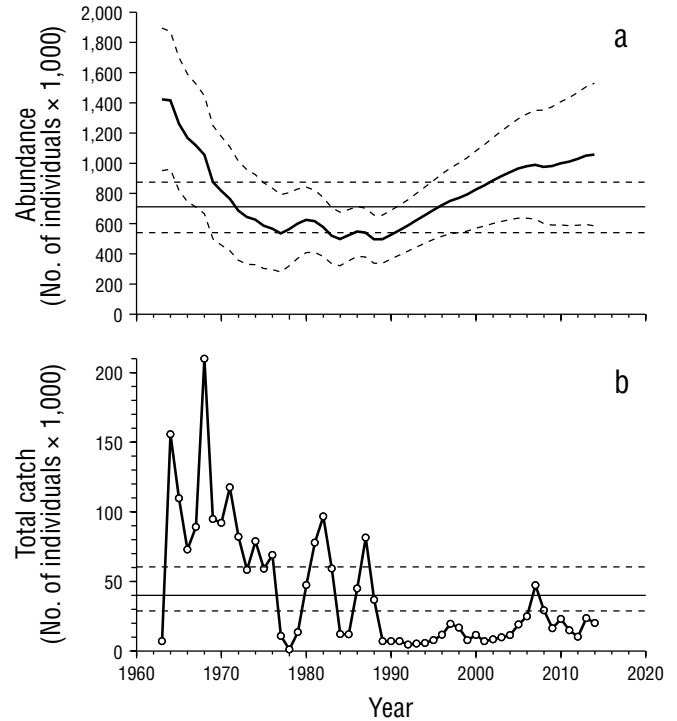 2,000
1,800
1,600
1,400
1,200
1,000
800
600
400
200
0
Abundance
(No. of individuals × 1,000)
a
200
150
100
50
0
Total catch
(No. of individuals × 1,000)
b
1960 1970 1980 1990 2000 2010 2020
Year